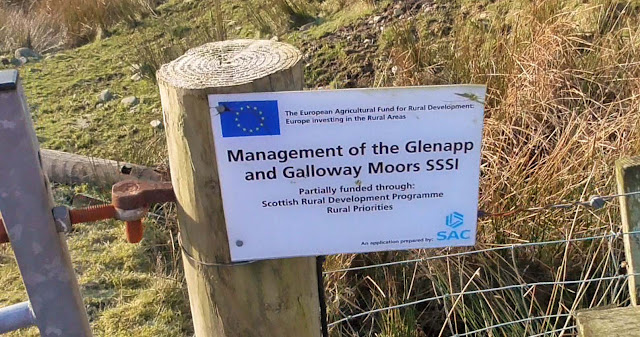 The European Agricultural Fund for Rural Development:
Europe investing in the Rural Areas
Management of the Glenapp
and Galloway Moors SSSI
Partially funded through:
Scottish Rural Development Programme
Rural Priorities
An application prepared by:
SAC